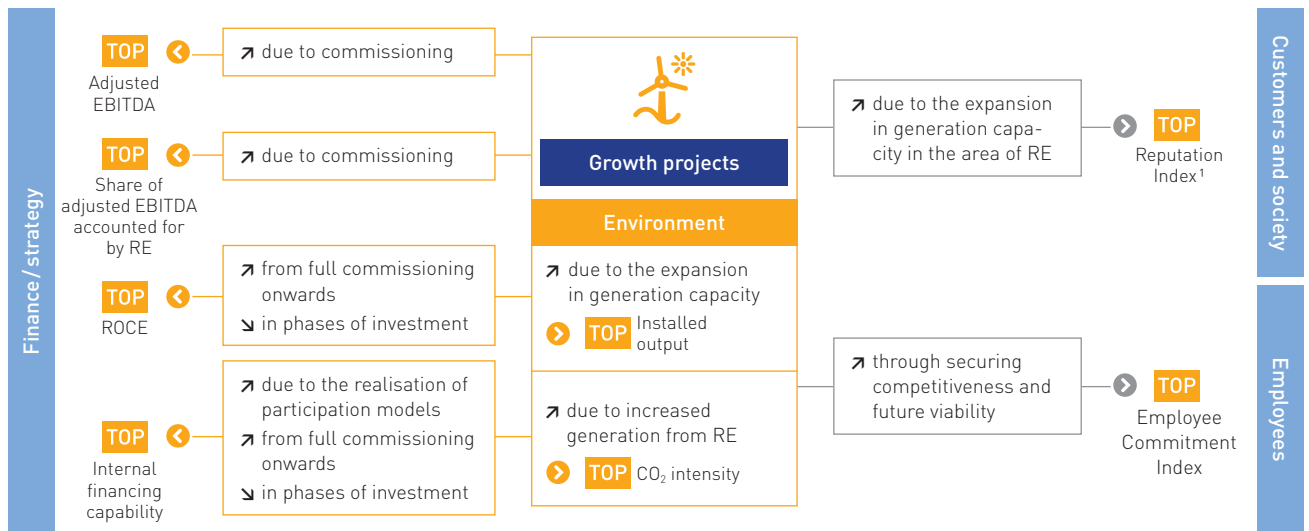 Finance / strategy
TOP
Adjusted
EBITDA
↗ due to commissioning
TOP
Share of
adjusted EBITDA
accounted for
by RE
↗ due to commissioning
TOP
ROCE
↗ from full commissioning
onwards
↘ in phases of investment
TOP
Internal
financing
capability
↗ due to the realisation of
participation models
↗ from full commissioning
onwards
↘ in phases of investment
Growth projects
Environment
↗ due to the expansion
in generation capacity
TOP Installed
output
↗ due to increased
generation from RE
TOP CO₂ intensity
↗ due to the expansion
in generation capa-
city in the area of RE
TOP
Reputation
Index¹
Customers and society
↗ through securing
competitiveness and
future viability
TOP
Employee
Commitment
Index
Employees